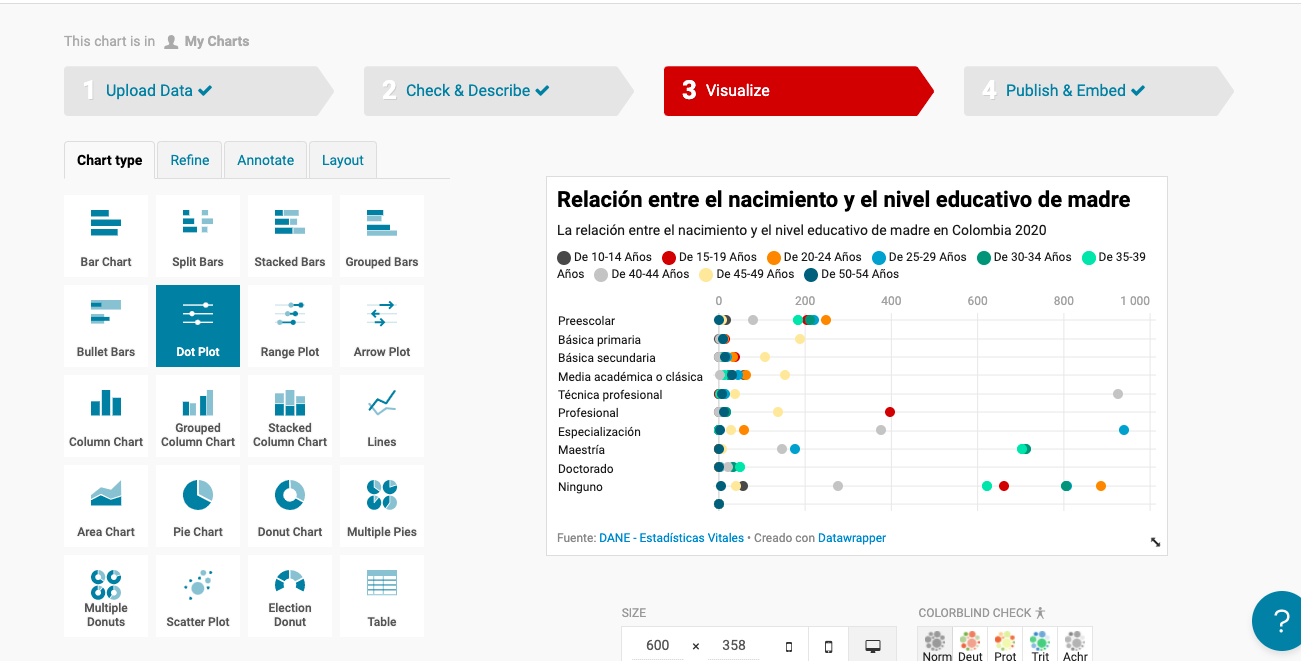 This chart is in My Charts
1 Upload Data
2 Check & Describe
3 Visualize
4 Publish & Embed
Chart type
Refine
Annotate
Layout
Bar Chart
Split Bars
Stacked Bars
Grouped Bars
Bullet Bars
Dot Plot
Range Plot
Arrow Plot
Column Chart
Grouped
Column Chart
Stacked
Column Chart
Lines
Area Chart
Pie Chart
Donut Chart
Multiple Pies
Multiple
Donuts
Scatter Plot
Election
Donut
Table
Relación entre el nacimiento y el nivel educativo de madre
La relación entre el nacimiento y el nivel educativo de madre en Colombia 2020
De 10-14 Años De 15-19 Años De 20-24 Años De 25-29 Años De 30-34 Años De 35-39
Años De 40-44 Años De 45-49 Años De 50-54 Años
0 200 400 600 800 1 000
Preescolar
Básica primaria
Básica secundaria
Media académica o clásica
Técnica profesional
Profesional
Especialización
Maestría
Doctorado
Ninguno
Fuente: DANE - Estadísticas Vitales • Creado con Datawrapper
SIZE
600 × 358
COLORBLIND CHECK
Norm Deut Prot Trit Achr
?